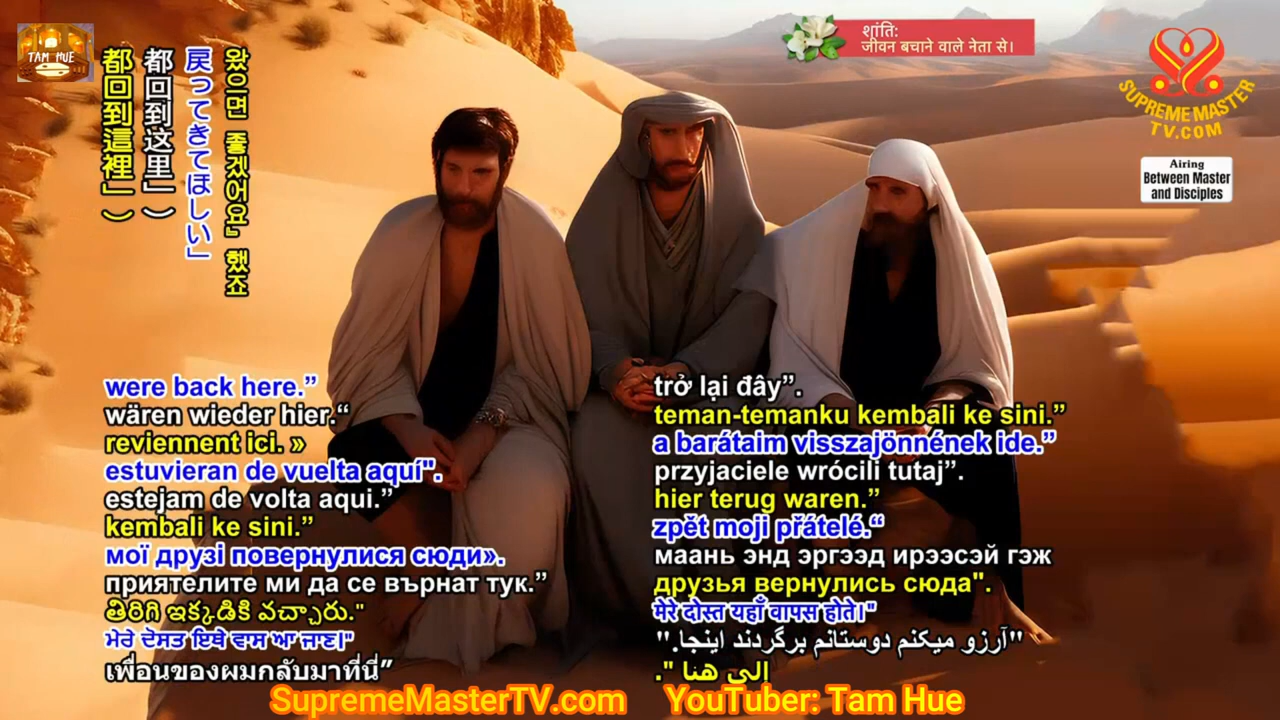 TAM HUE
왔으면 좋겠어요」했죠
戻ってきてほしい」
都回到这里」）
都回到這裡」）
शांति:
जीवन बचाने वाले नेता से।
SUPREME MASTER
TV.COM
Airing
Between Master
and Disciples
were back here.”
wären wieder hier.“
reviennent ici. »
estuvieran de vuelta aquí".
estejam de volta aqui.”
kembali ke sini.”
мої друзі повернулися сюди».
приятелите ми да се върнат тук.”
తిరిగి ఇక్కడికి వచ్చారు."
ਮੇਰੇ ਦੋਸਤ ਇਥੇ ਵਾਸ ਆ ਜਾਣ।"
เพื่อนของผมกลับมาที่นี่”
trở lại đây”.
teman-temanku kembali ke sini.”
a barátaim visszajönnének ide.”
przyjaciele wrócili tutaj”.
hier terug waren.”
zpět moji přátelé.“
маань энд эргээд ирээсэй гэж
друзья вернулись сюда".
मेरे दोस्त यहाँ वापस होते।"
"آرزو میکنم دوستانم برگردند اینجا."
إلى هنا ".
SupremeMasterTV.com YouTuber: Tam Hue